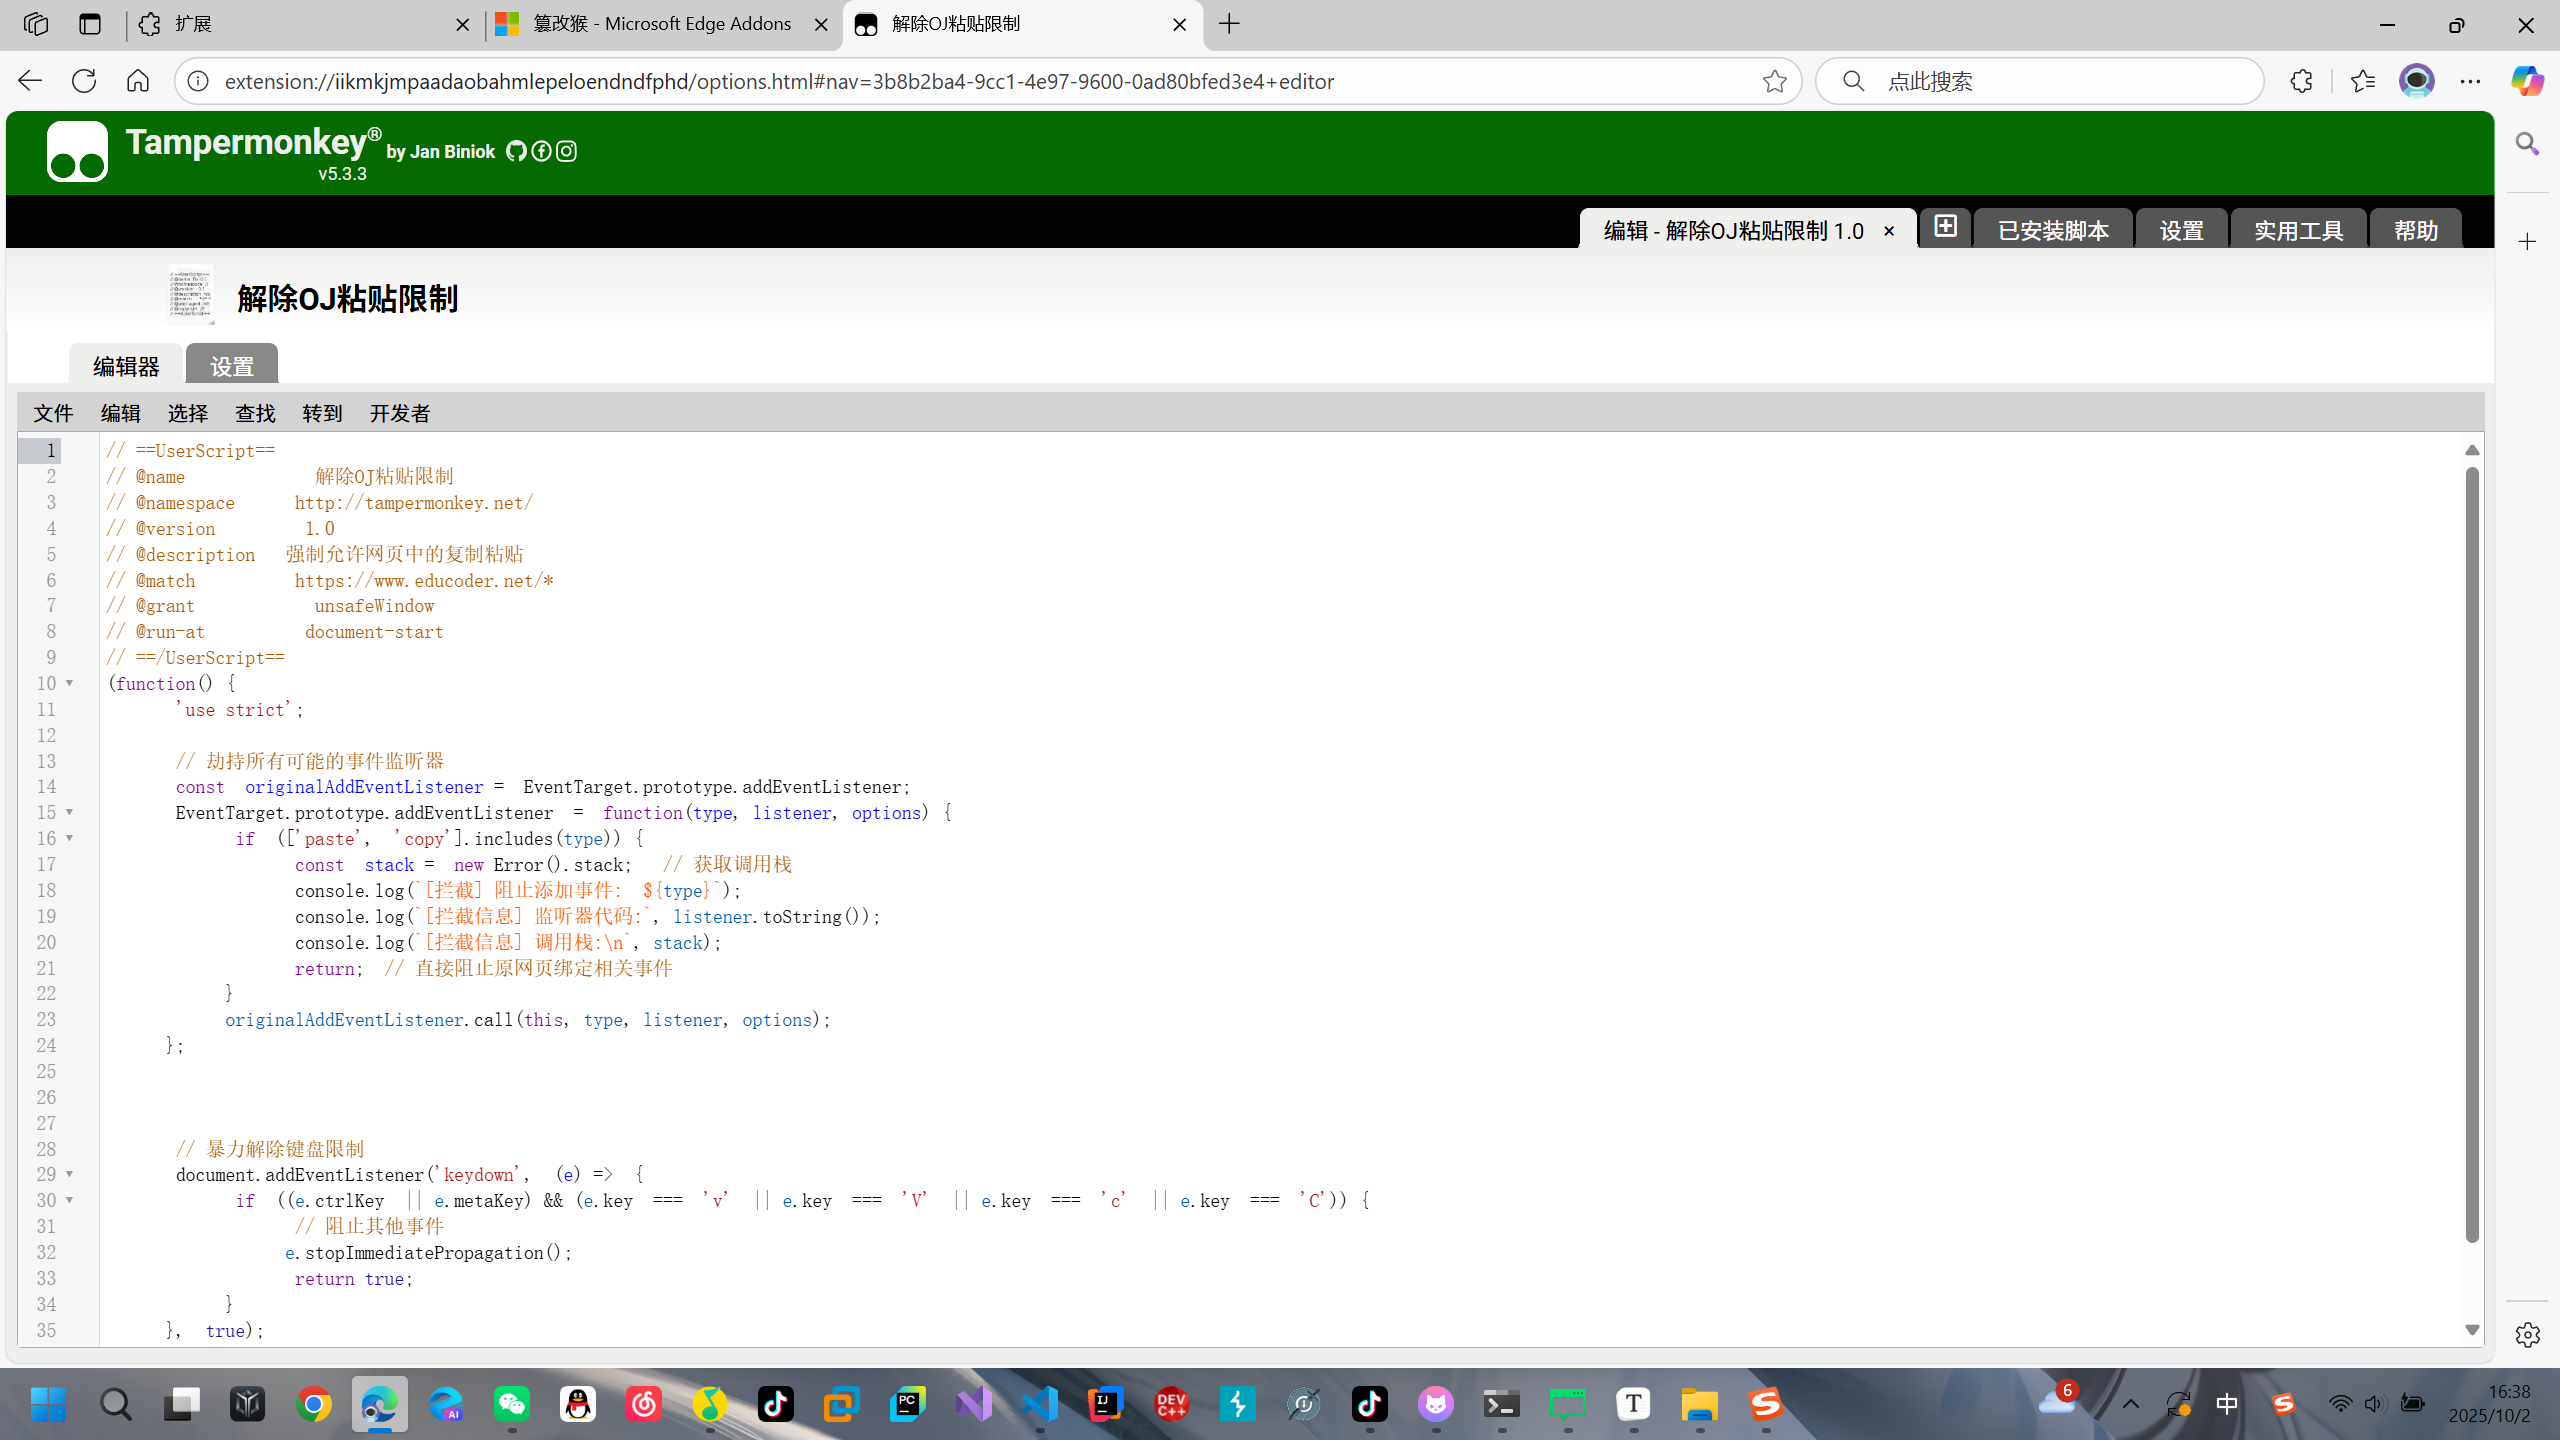 扩展
篡改猴 - Microsoft Edge Addons
解除OJ粘贴限制
extension://iikmkjmpaadaobahmlepeloendndfphd/options.html#nav=3b8b2ba4-9cc1-4e97-9600-0ad80bfed3e4+editor
点此搜索
Tampermonkey® by Jan Biniok
v5.3.3
编辑 - 解除OJ粘贴限制 1.0 ×
已安装脚本
设置
实用工具
帮助
解除OJ粘贴限制
编辑器
设置
文件 编辑 选择 查找 转到 开发者
1 // ==UserScript==
2 // @name 解除OJ粘贴限制
3 // @namespace http://tampermonkey.net/
4 // @version 1.0
5 // @description 强制允许网页中的复制粘贴
6 // @match https://www.educoder.net/*
7 // @grant unsafeWindow
8 // @run-at document-start
9 // ==/UserScript==
10 (function() {
11 'use strict';
12
13 // 劫持所有可能的事件监听器
14 const originalAddEventListener = EventTarget.prototype.addEventListener;
15 EventTarget.prototype.addEventListener = function(type, listener, options) {
16 if (['paste', 'copy'].includes(type)) {
17 const stack = new Error().stack; // 获取调用栈
18 console.log(`[拦截] 阻止添加事件: ${type}`);
19 console.log(`[拦截信息] 监听器代码:`, listener.toString());
20 console.log(`[拦截信息] 调用栈:\n`, stack);
21 return; // 直接阻止原网页绑定相关事件
22 }
23 originalAddEventListener.call(this, type, listener, options);
24 };
25
26
27
28 // 暴力解除键盘限制
29 document.addEventListener('keydown', (e) => {
30 if ((e.ctrlKey || e.metaKey) && (e.key === 'v' || e.key === 'V' || e.key === 'c' || e.key === 'C')) {
31 // 阻止其他事件
32 e.stopImmediatePropagation();
33 return true;
34 }
35 }, true);
AI
PC
IJ
DEV C++
T
6
中
16:38
2025/10/2